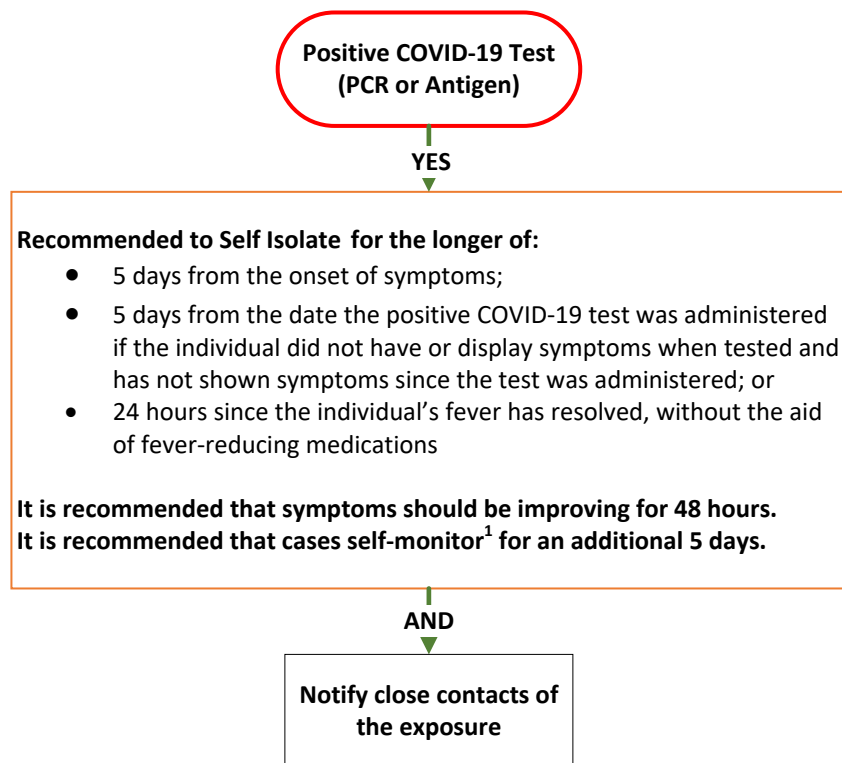 Positive COVID-19 Test
(PCR or Antigen)
YES
Recommended to Self Isolate for the longer of:
• 5 days from the onset of symptoms;
• 5 days from the date the positive COVID-19 test was administered
if the individual did not have or display symptoms when tested and
has not shown symptoms since the test was administered; or
• 24 hours since the individual’s fever has resolved, without the aid
of fever-reducing medications
It is recommended that symptoms should be improving for 48 hours.
It is recommended that cases self-monitor¹ for an additional 5 days.
AND
Notify close contacts of
the exposure